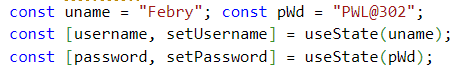 const uname = "Febry"; const pWd = "PWL@302";
const [username, setUsername] = useState(uname);
const [password, setPassword] = useState(pWd);